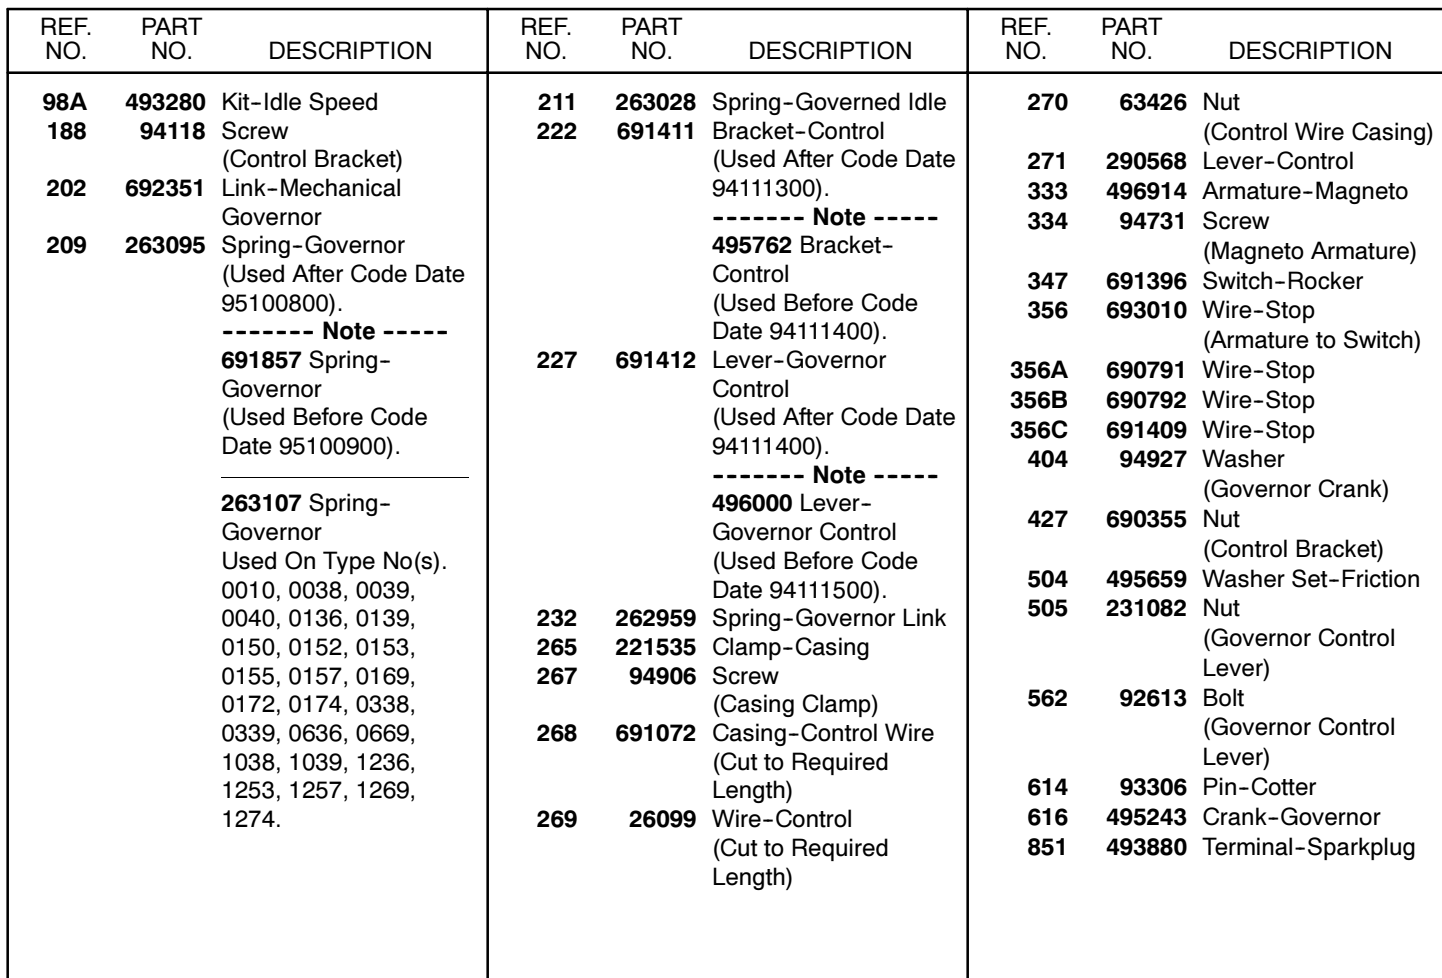 REF. NO. PART NO. DESCRIPTION
98A 493280 Kit-Idle Speed
188 94118 Screw
(Control Bracket)
202 692351 Link-Mechanical
Governor
209 263095 Spring-Governor
(Used After Code Date
95100800).
------- Note -----
691857 Spring-
Governor
(Used Before Code
Date 95100900).
263107 Spring-
Governor
Used On Type No(s).
0010, 0038, 0039,
0040, 0136, 0139,
0150, 0152, 0153,
0155, 0157, 0169,
0172, 0174, 0338,
0339, 0636, 0669,
1038, 1039, 1236,
1253, 1257, 1269,
1274.
REF. NO. PART NO. DESCRIPTION
211 263028 Spring-Governed Idle
222 691411 Bracket-Control
(Used After Code Date
94111300).
------- Note -----
495762 Bracket-
Control
(Used Before Code
Date 94111400).
227 691412 Lever-Governor
Control
(Used After Code Date
94111400).
------- Note -----
496000 Lever-
Governor Control
(Used Before Code
Date 94111500).
232 262959 Spring-Governor Link
265 221535 Clamp-Casing
267 94906 Screw
(Casing Clamp)
268 691072 Casing-Control Wire
(Cut to Required
Length)
269 26099 Wire-Control
(Cut to Required
Length)
REF. NO. PART NO. DESCRIPTION
270 63426 Nut
(Control Wire Casing)
271 290568 Lever-Control
333 496914 Armature-Magneto
334 94731 Screw
(Magneto Armature)
347 691396 Switch-Rocker
356 693010 Wire-Stop
(Armature to Switch)
356A 690791 Wire-Stop
356B 690792 Wire-Stop
356C 691409 Wire-Stop
404 94927 Washer
(Governor Crank)
427 690355 Nut
(Control Bracket)
504 495659 Washer Set-Friction
505 231082 Nut
(Governor Control
Lever)
562 92613 Bolt
(Governor Control
Lever)
614 93306 Pin-Cotter
616 495243 Crank-Governor
851 493880 Terminal-Sparkplug